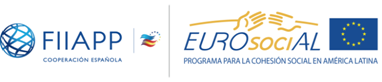 FIIAPP
COOPERACIÓN ESPAÑOLA
EUROsociAL
PROGRAMA PARA LA COHESIÓN SOCIAL EN AMÉRICA LATINA